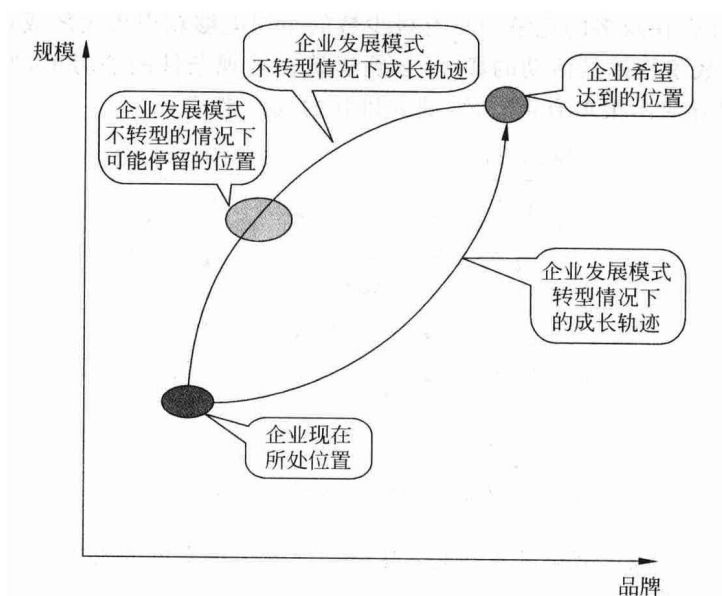 规模
企业发展模式
不转型情况下成长轨迹
企业希望
达到的位置
企业发展模式
不转型的情况下
可能停留的位置
企业发展模式
转型情况下
的成长轨迹
企业现在
所处位置
品牌